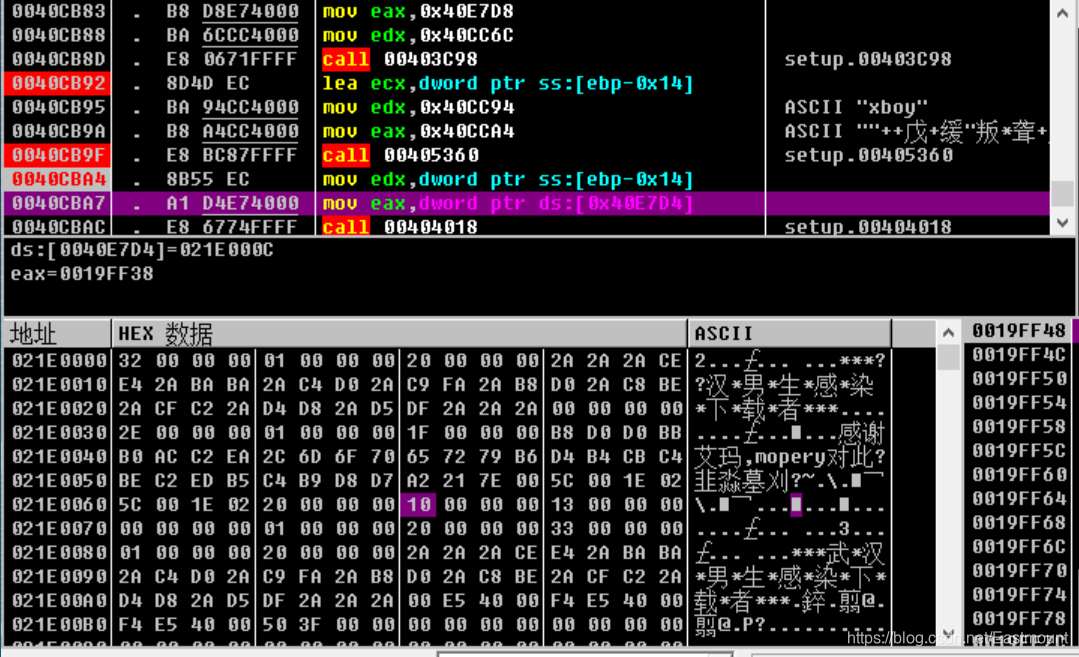 0040CB83 . B8 D8E74000 mov eax,0x40E7D8
0040CB88 . BA 6CCC4000 mov edx,0x40CC6C
0040CB8D . E8 0671FFFF call 00403C98 setup.00403C98
0040CB92 . 8D4D EC lea ecx,dword ptr ss:[ebp-0x14]
0040CB95 . BA 94CC4000 mov edx,0x40CC94 ASCII "xboy"
0040CB9A . B8 A4CC4000 mov eax,0x40CCA4 ASCII ""++戊+缓"叛*聋+
0040CB9F . E8 BC87FFFF call 00405360 setup.00405360
0040CBA4 . 8B55 EC mov edx,dword ptr ss:[ebp-0x14]
0040CBA7 . A1 D4E74000 mov eax,dword ptr ds:[0x40E7D4]
0040CBAC . E8 6774FFFF call 00404018 setup.00404018
ds:[0040E7D4]=021E000C
eax=0019FF38
地址 HEX 数据 ASCII 0019FF48
021E0000 32 00 00 00 01 00 00 00 20 00 00 00 2A 2A 2A CE 2...£... ...***? 0019FF4C
021E0010 E4 2A BA BA 2A C4 D0 2A C9 FA 2A B8 D0 2A C8 BE ?汉*男*生*感*染 0019FF50
021E0020 2A CF C2 2A D4 D8 2A D5 DF 2A 2A 2A 00 00 00 00 *下*载*者***.... 0019FF54
021E0030 2E 00 00 00 01 00 00 00 1F 00 00 00 B8 D0 D0 BB ....£...■...感谢 0019FF58
021E0040 B0 AC C2 EA 2C 6D 6F 70 65 72 79 B6 D4 B4 CB C4 艾玛,mopery对此? 0019FF5C
021E0050 BE C2 ED B5 C4 B9 D8 D7 A2 21 7E 00 5C 00 1E 02 韭淼墓刈?~.\.■ 0019FF60
021E0060 5C 00 1E 02 20 00 00 00 10 00 00 00 13 00 00 00 \.■ ...■...■... 0019FF64
021E0070 00 00 00 00 01 00 00 00 20 00 00 00 33 00 00 00 ....£... ...3... 0019FF68
021E0080 01 00 00 00 20 00 00 00 2A 2A 2A CE E4 2A BA BA £... ...***武*汉 0019FF6C
021E0090 2A C4 D0 2A C9 FA 2A B8 D0 2A C8 BE 2A CF C2 2A *男*生*感*染*下* 0019FF70
021E00A0 D4 D8 2A D5 DF 2A 2A 2A 00 E5 40 00 F4 E5 40 00 载*者***.錊.翦@. 0019FF74
021E00B0 F4 E5 40 00 50 3F 00 00 00 00 00 00 00 00 00 00 翦@.P?.......... 0019FF78
https://blog.csdn.net/Eastmount